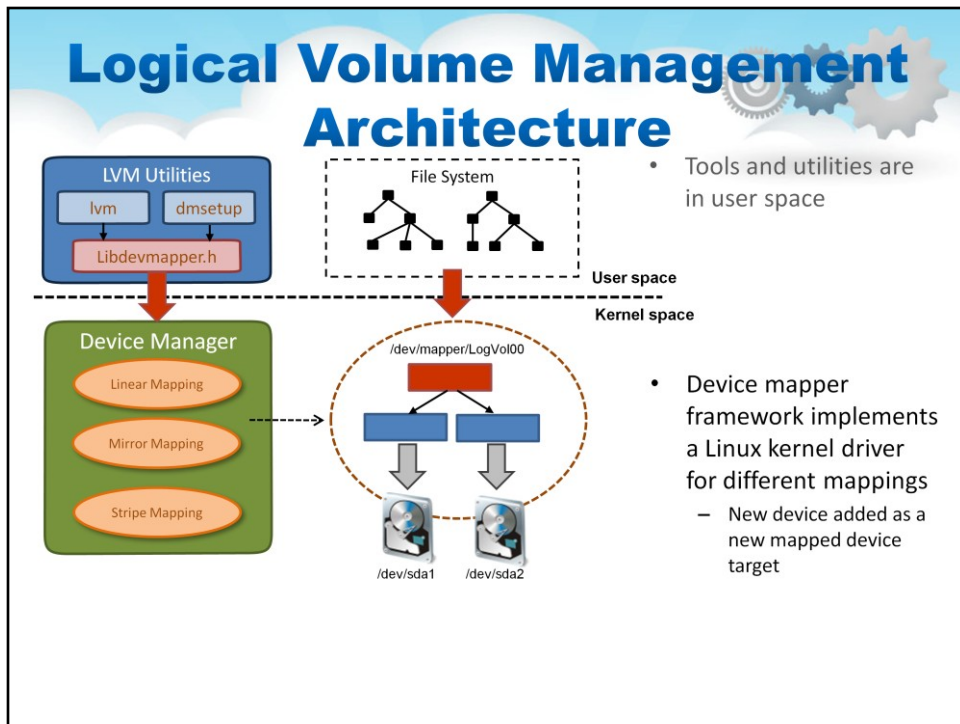 Logical Volume Management
Architecture
LVM Utilities
lvm
dmsetup
Libdevmapper.h
File System
• Tools and utilities are
in user space
User space
Kernel space
Device Manager
Linear Mapping
Mirror Mapping
Stripe Mapping
/dev/mapper/LogVol00
/dev/sda1
/dev/sda2
• Device mapper
framework implements
a Linux kernel driver
for different mappings
– New device added as a
new mapped device
target